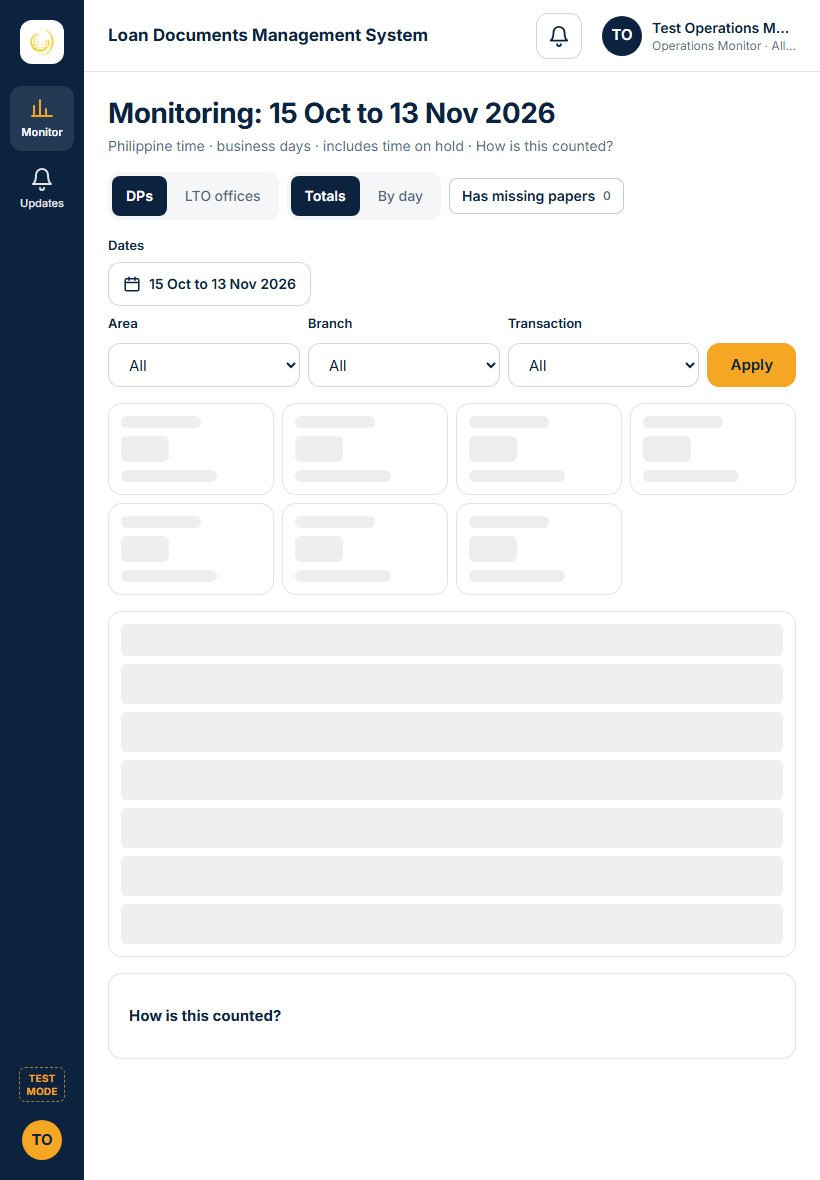 Loan Documents Management System
TO
Test Operations M...
Operations Monitor · All...
Monitor
Updates
Monitoring: 15 Oct to 13 Nov 2026
Philippine time · business days · includes time on hold · How is this counted?
DPs
LTO offices
Totals
By day
Has missing papers 0
Dates
15 Oct to 13 Nov 2026
Area
Branch
Transaction
All
All
All
Apply
How is this counted?
TEST
MODE
TO